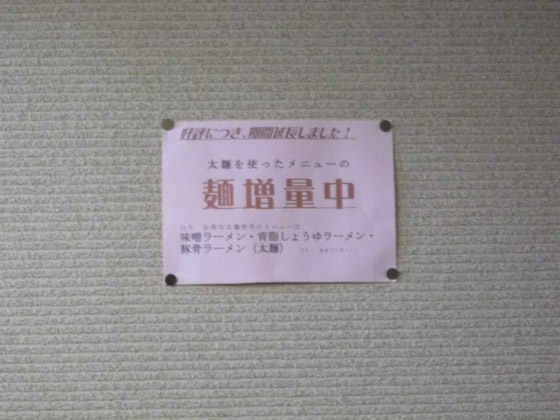 好評につき、期間延長しました！
太麺を使ったメニューの
麺増量中
味噌ラーメン・背脂しょうゆラーメン・
豚骨ラーメン（太麺）